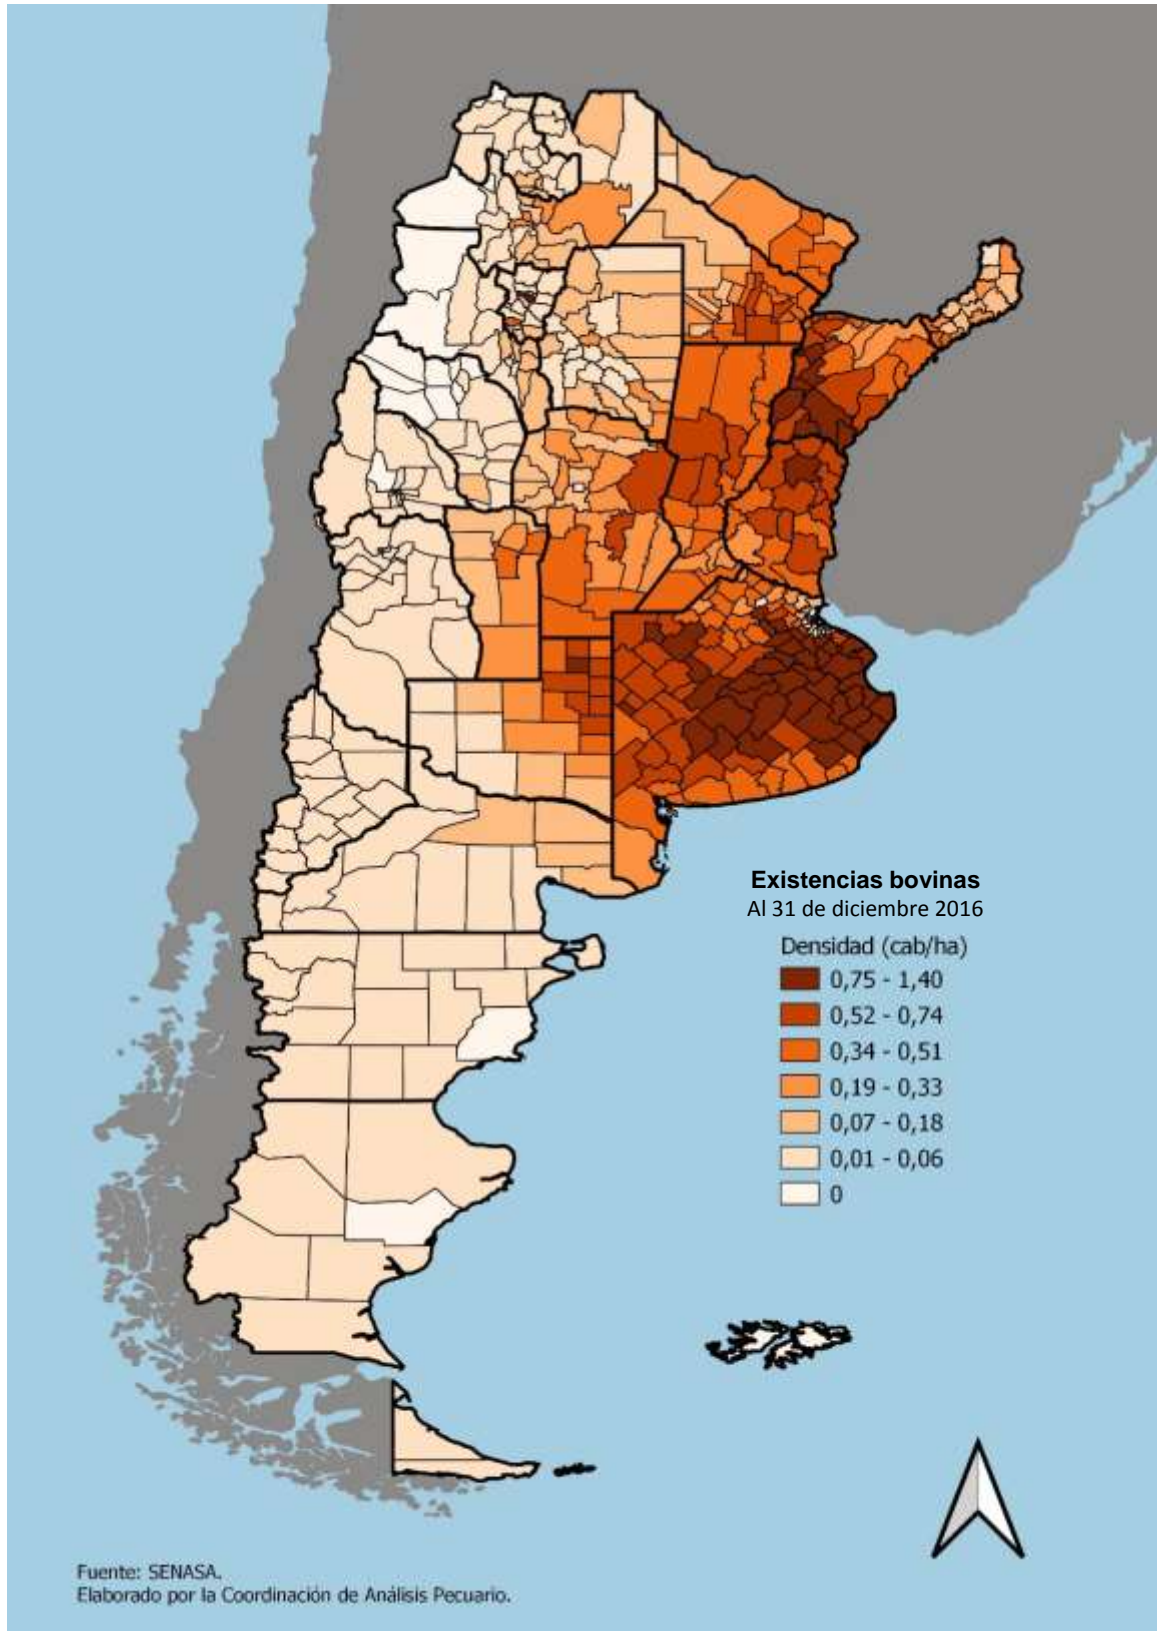 Existencias bovinas
Al 31 de diciembre 2016
Densidad (cab/ha)
0,75 - 1,40
0,52 - 0,74
0,34 - 0,51
0,19 - 0,33
0,07 - 0,18
0,01 - 0,06
0
Fuente: SENASA.
Elaborado por la Coordinación de Análisis Pecuario.